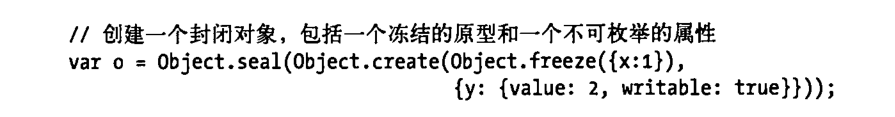 // 创建一个封闭对象，包括一个冻结的原型和一个不可枚举的属性
var o = Object.seal(Object.create(Object.freeze({x:1}),
{y: {value: 2, writable: true}}));